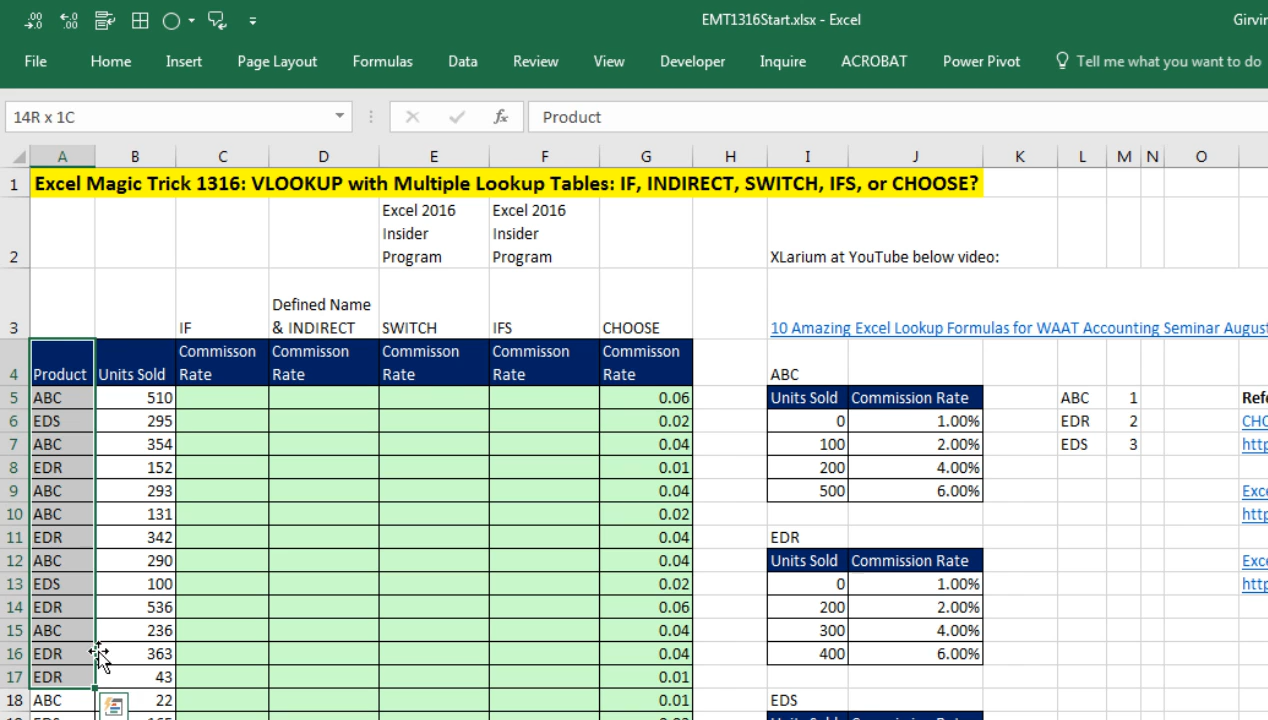 EMT1316Start.xlsx - Excel
Girvin
File Home Insert Page Layout Formulas Data Review View Developer Inquire ACROBAT Power Pivot Tell me what you want to do
14R x 1C fx Product
A B C D E F G H I J K L M N O
1 Excel Magic Trick 1316: VLOOKUP with Multiple Lookup Tables: IF, INDIRECT, SWITCH, IFS, or CHOOSE?
Excel 2016 Excel 2016
Insider Insider
2 Program Program XLarium at YouTube below video:
Defined Name
3 IF & INDIRECT SWITCH IFS CHOOSE 10 Amazing Excel Lookup Formulas for WAAT Accounting Seminar August
Commisson Commisson Commisson Commisson Commisson
4 Product Units Sold Rate Rate Rate Rate Rate ABC
5 ABC 510 0.06 Units Sold Commission Rate ABC 1 Refe
6 EDS 295 0.02 0 1.00% EDR 2 CHO
7 ABC 354 0.04 100 2.00% EDS 3 http
8 EDR 152 0.01 200 4.00%
9 ABC 293 0.04 500 6.00% Exce
10 ABC 131 0.02 http
11 EDR 342 0.04 EDR
12 ABC 290 0.04 Units Sold Commission Rate Exce
13 EDS 100 0.02 0 1.00% http
14 EDR 536 0.06 200 2.00%
15 ABC 236 0.04 300 4.00%
16 EDR 363 0.04 400 6.00%
17 EDR 43 0.01
18 ABC 22 0.01 EDS